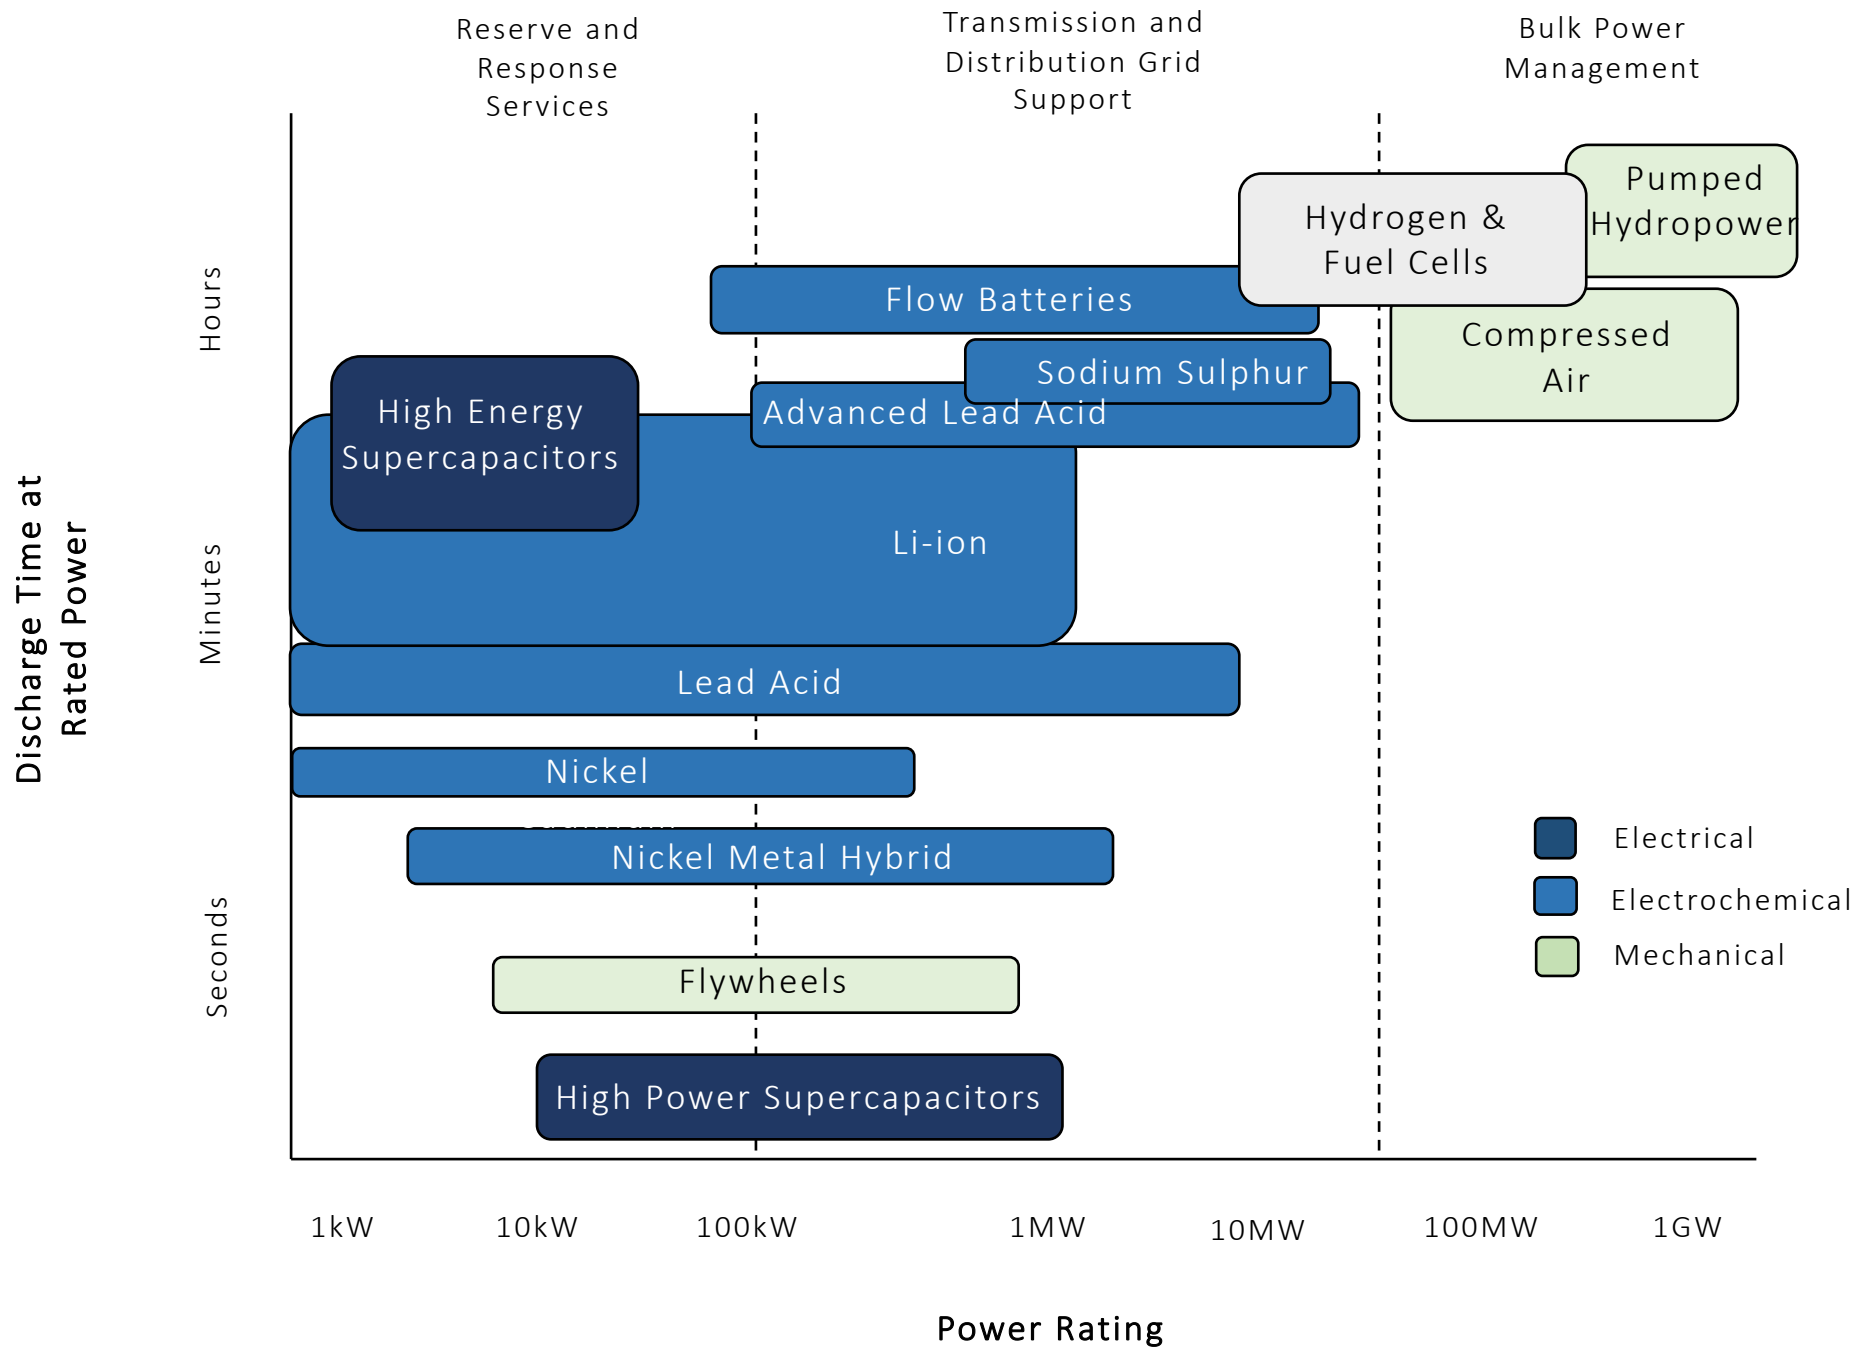 Reserve and
Response
Services
Transmission and
Distribution Grid
Support
Bulk Power
Management
Pumped
Hydropower
Hydrogen &
Fuel Cells
Flow Batteries
Compressed
Air
Sodium Sulphur
Advanced Lead Acid
High Energy
Supercapacitors
Li-ion
Lead Acid
Nickel
Nickel Metal Hybrid
Flywheels
High Power Supercapacitors
Hours
Minutes
Seconds
Discharge Time at
Rated Power
Electrical
Electrochemical
Mechanical
1kW
10kW
100kW
1MW
10MW
100MW
1GW
Power Rating